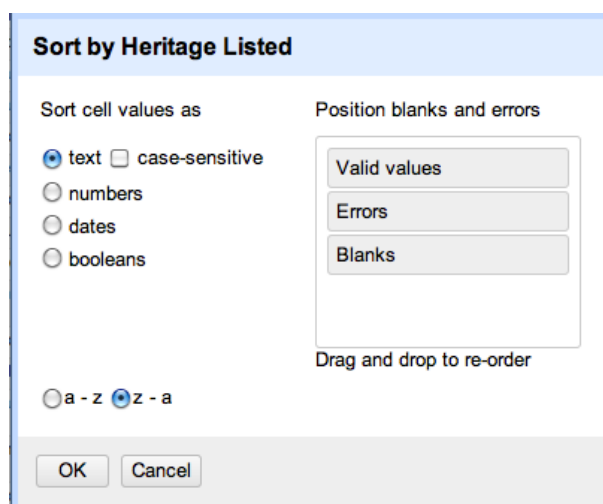 Sort by Heritage Listed
Sort cell values as
text case-sensitive
numbers
dates
booleans
a - z z - a
Position blanks and errors
Valid values
Errors
Blanks
Drag and drop to re-order
OK Cancel